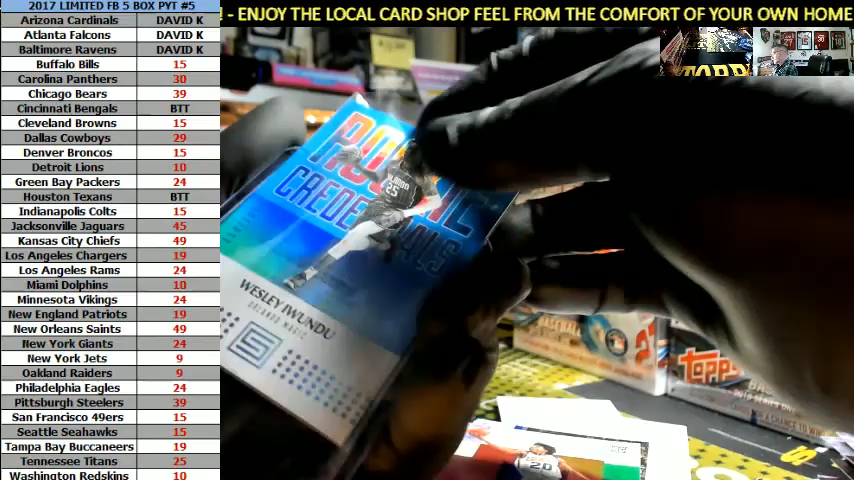 2017 LIMITED FB 5 BOX PYT #5
Arizona Cardinals DAVID K
Atlanta Falcons DAVID K
Baltimore Ravens DAVID K
Buffalo Bills 15
Carolina Panthers 30
Chicago Bears 39
Cincinnati Bengals BTT
Cleveland Browns 15
Dallas Cowboys 29
Denver Broncos 15
Detroit Lions 10
Green Bay Packers 24
Houston Texans BTT
Indianapolis Colts 15
Jacksonville Jaguars 45
Kansas City Chiefs 49
Los Angeles Chargers 19
Los Angeles Rams 24
Miami Dolphins 10
Minnesota Vikings 24
New England Patriots 19
New Orleans Saints 49
New York Giants 24
New York Jets 9
Oakland Raiders 9
Philadelphia Eagles 24
Pittsburgh Steelers 39
San Francisco 49ers 15
Seattle Seahawks 15
Tampa Bay Buccaneers 19
Tennessee Titans 25
Washington Redskins 10
! - ENJOY THE LOCAL CARD SHOP FEEL FROM THE COMFORT OF YOUR OWN HOME
25
WESLEY IWUNDU
ORLANDO MAGIC
BASEBALL
Topps
20